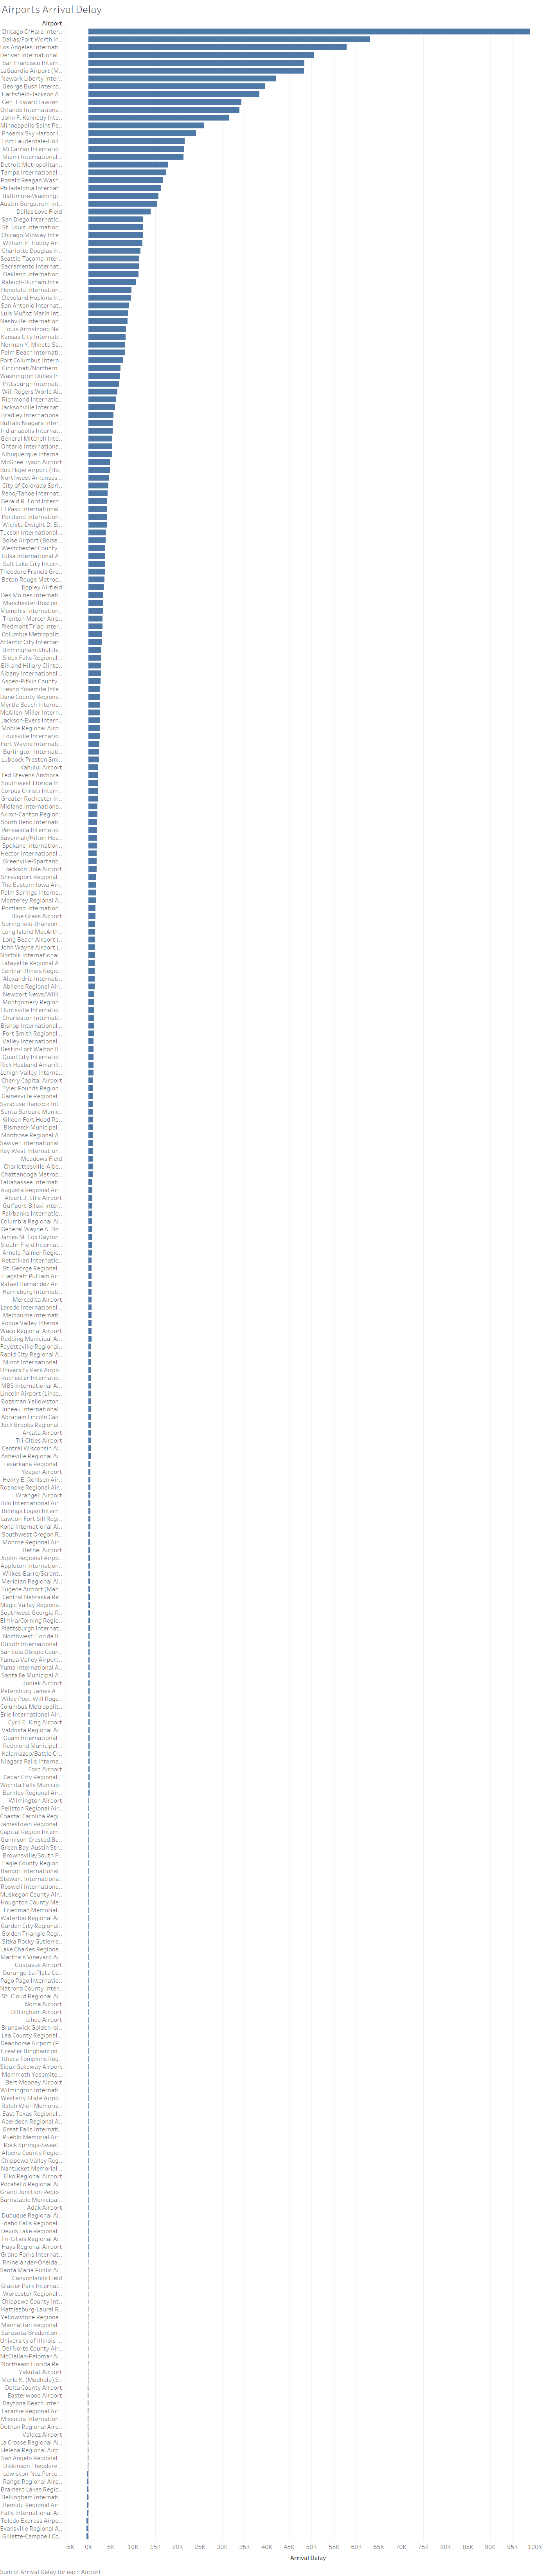 Airports Arrival Delay
Airport
Chicago O'Hare Inter..
Dallas/Fort Worth In..
Los Angeles Internati..
Denver International ..
San Francisco Intern..
LaGuardia Airport (M..
Newark Liberty Inter..
George Bush Interco..
Hartsfield-Jackson A..
Gen. Edward Lawren..
Orlando Internationa..
John F. Kennedy Inte..
Minneapolis-Saint Pa..
Phoenix Sky Harbor I..
Fort Lauderdale-Holl..
McCarran Internatio..
Miami International ..
Detroit Metropolitan..
Tampa International ..
Ronald Reagan Wash..
Philadelphia Internat..
Baltimore-Washingt..
Austin-Bergstrom Int..
Dallas Love Field
San Diego Internatio..
St. Louis Internation..
Chicago Midway Inte..
William P. Hobby Air..
Charlotte Douglas In..
Seattle-Tacoma Inter..
Sacramento Internat..
Oakland Internation..
Raleigh-Durham Inte..
Honolulu Internation..
Cleveland Hopkins In..
San Antonio Internat..
Luis Muñoz Marín Int..
Nashville Internation..
Louis Armstrong Ne..
Kansas City Internati..
Norman Y. Mineta Sa..
Palm Beach Internati..
Port Columbus Intern..
Cincinnati/Northern ..
Washington Dulles In..
Pittsburgh Internati..
Will Rogers World Ai..
Richmond Internatio..
Jacksonville Internat..
Bradley Internationa..
Buffalo Niagara Inter..
Indianapolis Internat..
General Mitchell Inte..
Ontario Internationa..
Albuquerque Interna..
McGhee Tyson Airport
Bob Hope Airport (Ho..
Northwest Arkansas ..
City of Colorado Spri..
Reno/Tahoe Internat..
Gerald R. Ford Intern..
El Paso International..
Portland Internation..
Wichita Dwight D. Ei..
Tucson International ..
Boise Airport (Boise ..
Westchester County ..
Tulsa International A..
Salt Lake City Intern..
Theodore Francis Gre..
Baton Rouge Metrop..
Eppley Airfield
Des Moines Internati..
Manchester-Boston ..
Memphis Internation..
Trenton Mercer Airp..
Piedmont Triad Inter..
Columbia Metropolit..
Atlantic City Internat..
Birmingham-Shuttle..
Sioux Falls Regional ..
Bill and Hillary Clinto..
Albany International ..
Aspen-Pitkin County ..
Fresno Yosemite Inte..
Dane County Regiona..
Myrtle Beach Interna..
McAllen-Miller Intern..
Jackson-Evers Intern..
Mobile Regional Airp..
Louisville Internatio..
Fort Wayne Internati..
Burlington Internati..
Lubbock Preston Smi..
Kahului Airport
Ted Stevens Anchora..
Southwest Florida In..
Corpus Christi Intern..
Greater Rochester In..
Midland Internationa..
Akron-Canton Region..
South Bend Internati..
Pensacola Internatio..
Savannah/Hilton Hea..
Spokane Internation..
Hector International ..
Greenville-Spartanb..
Jackson Hole Airport
Shreveport Regional ..
The Eastern Iowa Air..
Palm Springs Interna..
Monterey Regional A..
Portland Internation..
Blue Grass Airport
Springfield-Branson ..
Long Island MacArth..
Long Beach Airport (..
John Wayne Airport (..
Norfolk International..
Lafayette Regional A..
Central Illinois Regio..
Alexandria Internati..
Abilene Regional Air..
Newport News/Willi..
Montgomery Region..
Huntsville Internatio..
Charleston Internati..
Bishop International ..
Fort Smith Regional ..
Valley International ..
Destin-Fort Walton B..
Quad City Internatio..
Rick Husband Amarill..
Lehigh Valley Interna..
Cherry Capital Airport
Tyler Pounds Region..
Gainesville Regional ..
Syracuse Hancock Int..
Santa Barbara Munic..
Killeen-Fort Hood Re..
Bismarck Municipal ..
Montrose Regional A..
Sawyer International..
Key West Internation..
Meadows Field
Charlottesville-Albe..
Chattanooga Metrop..
Tallahassee Internati..
Augusta Regional Air..
Albert J. Ellis Airport
Gulfport-Biloxi Inter..
Fairbanks Internatio..
Columbia Regional Ai..
General Wayne A. Do..
James M. Cox Dayton..
Sloulin Field Internat..
Arnold Palmer Regio..
Ketchikan Internatio..
St. George Regional ..
Flagstaff Pulliam Air..
Rafael Hernández Air..
Harrisburg Internati..
Mercedita Airport
Laredo International ..
Melbourne Internati..
Rogue Valley Interna..
Waco Regional Airport
Redding Municipal Ai..
Fayetteville Regional..
Rapid City Regional A..
Minot International ..
University Park Airpo..
Rochester Internatio..
MBS International Ai..
Lincoln Airport (Linco..
Bozeman Yellowston..
Juneau International..
Abraham Lincoln Cap..
Jack Brooks Regional..
Arcata Airport
Tri-Cities Airport
Central Wisconsin Ai..
Asheville Regional Ai..
Texarkana Regional ..
Yeager Airport
Henry E. Rohlsen Air..
Roanoke Regional Air..
Wrangell Airport
Hilo International Air..
Billings Logan Intern..
Lawton-Fort Sill Regi..
Kona International Ai..
Southwest Oregon R..
Monroe Regional Air..
Bethel Airport
Joplin Regional Airpo..
Appleton Internation..
Wilkes-Barre/Scrant..
Meridian Regional Ai..
Eugene Airport (Mah..
Central Nebraska Re..
Magic Valley Regiona..
Southwest Georgia R..
Elmira/Corning Regio..
Plattsburgh Internat..
Northwest Florida B..
Duluth International ..
San Luis Obispo Coun..
Yampa Valley Airport..
Yuma International A..
Santa Fe Municipal A..
Kodiak Airport
Petersburg James A. ..
Wiley Post-Will Roge..
Columbus Metropolit..
Erie International Air..
Cyril E. King Airport
Valdosta Regional Ai..
Guam International ..
Redmond Municipal ..
Kalamazoo/Battle Cr..
Niagara Falls Interna..
Ford Airport
Cedar City Regional ..
Wichita Falls Municip..
Barkley Regional Air..
Wilmington Airport
Pellston Regional Air..
Coastal Carolina Regi..
Jamestown Regional ..
Capital Region Intern..
Gunnison-Crested Bu..
Green Bay-Austin Str..
Brownsville/South P..
Eagle County Region..
Bangor International..
Stewart Internationa..
Roswell Internationa..
Muskegon County Air..
Houghton County Me..
Friedman Memorial ..
Waterloo Regional Ai..
Garden City Regional..
Golden Triangle Regi..
Sitka Rocky Gutierre..
Lake Charles Regiona..
Martha's Vineyard Ai..
Gustavus Airport
Durango-La Plata Co..
Pago Pago Internatio..
Natrona County Inter..
St. Cloud Regional Ai..
Nome Airport
Dillingham Airport
Lihue Airport
Brunswick Golden Isl..
Lea County Regional ..
Deadhorse Airport (P..
Greater Binghamton ..
Ithaca Tompkins Reg..
Sioux Gateway Airport
Mammoth Yosemite ..
Bert Mooney Airport
Wilmington Internati..
Westerly State Airpo..
Ralph Wien Memoria..
East Texas Regional ..
Aberdeen Regional A..
Great Falls Internati..
Pueblo Memorial Air..
Rock Springs-Sweet..
Alpena County Regio..
Chippewa Valley Reg..
Nantucket Memorial ..
Elko Regional Airport
Pocatello Regional Ai..
Grand Junction Regio..
Barnstable Municipal..
Adak Airport
Dubuque Regional Ai..
Idaho Falls Regional ..
Devils Lake Regional ..
Tri-Cities Regional Ai..
Hays Regional Airport
Grand Forks Internat..
Rhinelander-Oneida ..
Santa Maria Public Ai..
Canyonlands Field
Glacier Park Internat..
Worcester Regional ..
Chippewa County Int..
Hattiesburg-Laurel R..
Yellowstone Regiona..
Manhattan Regional ..
Sarasota-Bradenton ..
University of Illinois -..
Del Norte County Air..
McClellan-Palomar Ai..
Northeast Florida Re..
Yakutat Airport
Merle K. (Mudhole) S..
Delta County Airport
Easterwood Airport
Daytona Beach Inter..
Laramie Regional Air..
Missoula Internation..
Dothan Regional Airp..
Valdez Airport
La Crosse Regional Ai..
Helena Regional Airp..
San Angelo Regional ..
Dickinson Theodore ..
Lewiston-Nez Perce ..
Range Regional Airp..
Brainerd Lakes Regio..
Bellingham Internati..
Bemidji Regional Air..
Falls International Ai..
Toledo Express Airpo..
Evansville Regional A..
Gillette-Campbell Co..
-5K 0K 5K 10K 15K 20K 25K 30K 35K 40K 45K 50K 55K 60K 65K 70K 75K 80K 85K 90K 95K 100K
Arrival Delay
Sum of Arrival Delay for each Airport.